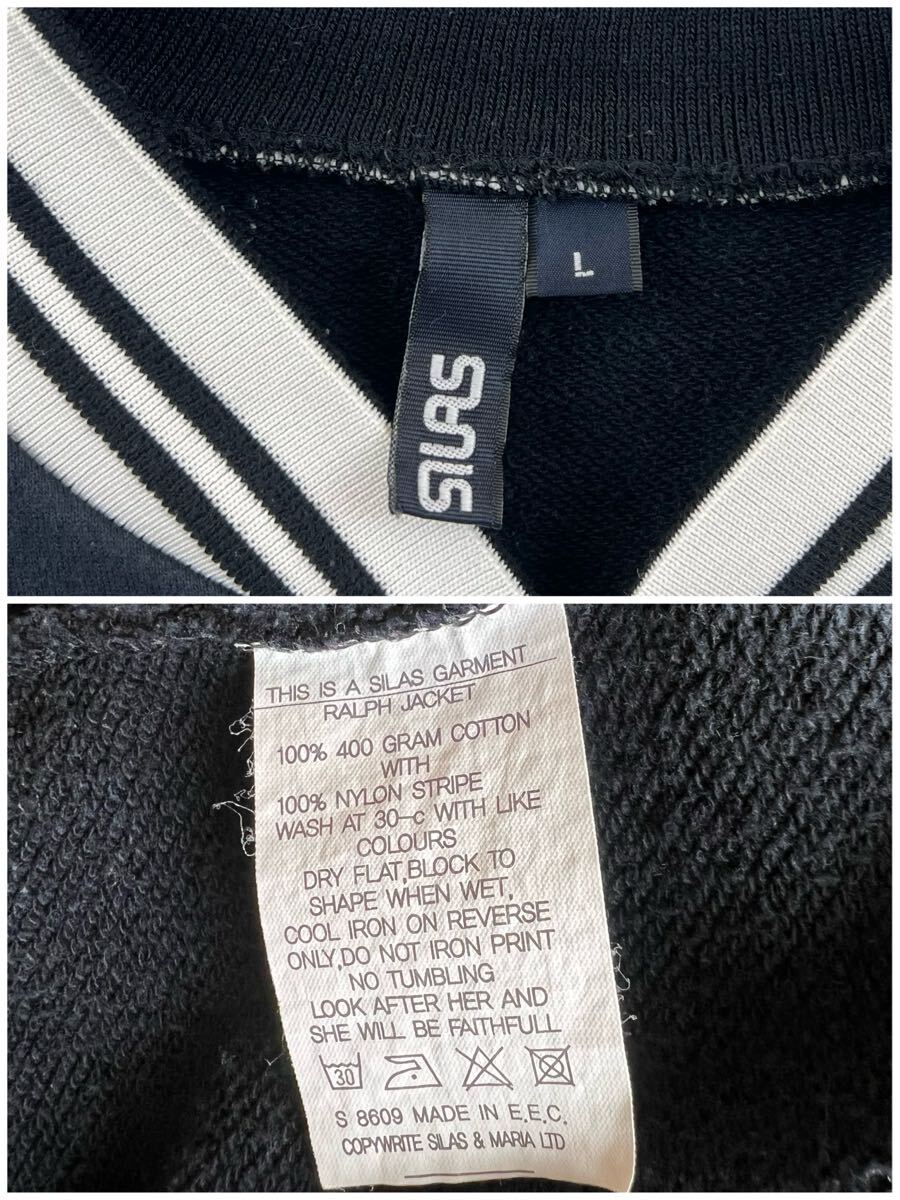 L
SILAS
THIS IS A SILAS GARMENT
RALPH JACKET
100% 400 GRAM COTTON
WITH
100% NYLON STRIPE
WASH AT 30-c WITH LIKE
COLOURS
DRY FLAT,BLOCK TO
SHAPE WHEN WET,
COOL IRON ON REVERSE
ONLY,DO NOT IRON PRINT
NO TUMBLING
LOOK AFTER HER AND
SHE WILL BE FAITHFULL
30
S 8609 MADE IN E.E.C.
COPYWRITE SILAS & MARIA LTD